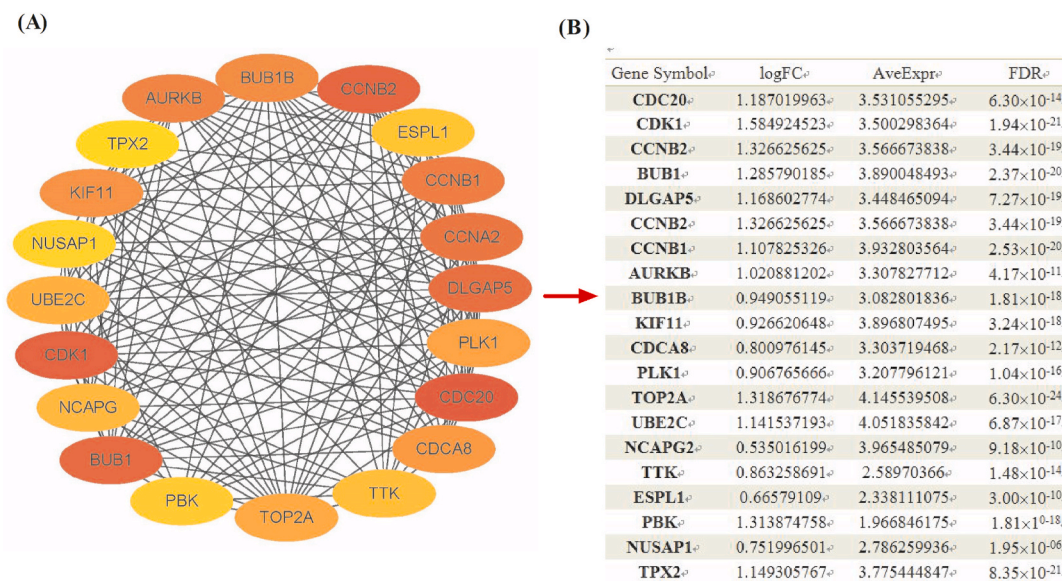 (A)
(B)
BUB1B
CCNB2
AURKB
ESPL1
TPX2
CCNB1
KIF11
CCNA2
NUSAP1
DLGAP5
UBE2C
PLK1
CDK1
CDC20
NCAPG
CDCA8
BUB1
TTK
PBK
TOP2A
Gene Symbol logFC AveExpr FDR
CDC20 1.187019963 3.531055295 6.30×10⁻¹⁴
CDK1 1.584924523 3.500298364 1.94×10⁻²¹
CCNB2 1.326625625 3.566673838 3.44×10⁻¹⁹
BUB1 1.285790185 3.890048493 2.37×10⁻²⁰
DLGAP5 1.168602774 3.448465094 7.27×10⁻¹⁹
CCNB2 1.326625625 3.566673838 3.44×10⁻¹⁹
CCNB1 1.107825326 3.932803564 2.53×10⁻²⁰
AURKB 1.020881202 3.307827712 4.17×10⁻¹¹
BUB1B 0.949055119 3.082801836 1.81×10⁻¹⁸
KIF11 0.926620648 3.896807495 3.24×10⁻¹⁸
CDCA8 0.800976145 3.303719468 2.17×10⁻¹²
PLK1 0.906765666 3.207796121 1.04×10⁻¹⁶
TOP2A 1.318676774 4.145539508 6.30×10⁻²⁴
UBE2C 1.141537193 4.051835842 6.87×10⁻¹⁷
NCAPG2 0.535016199 3.965485079 9.18×10⁻¹⁰
TTK 0.863258691 2.58970366 1.48×10⁻¹⁴
ESPL1 0.66579109 2.338111075 3.00×10⁻¹⁰
PBK 1.313874758 1.966846175 1.81×1⁰⁻¹⁸
NUSAP1 0.751996501 2.786259936 1.95×10⁻⁰⁶
TPX2 1.149305767 3.775444847 8.35×10⁻²¹